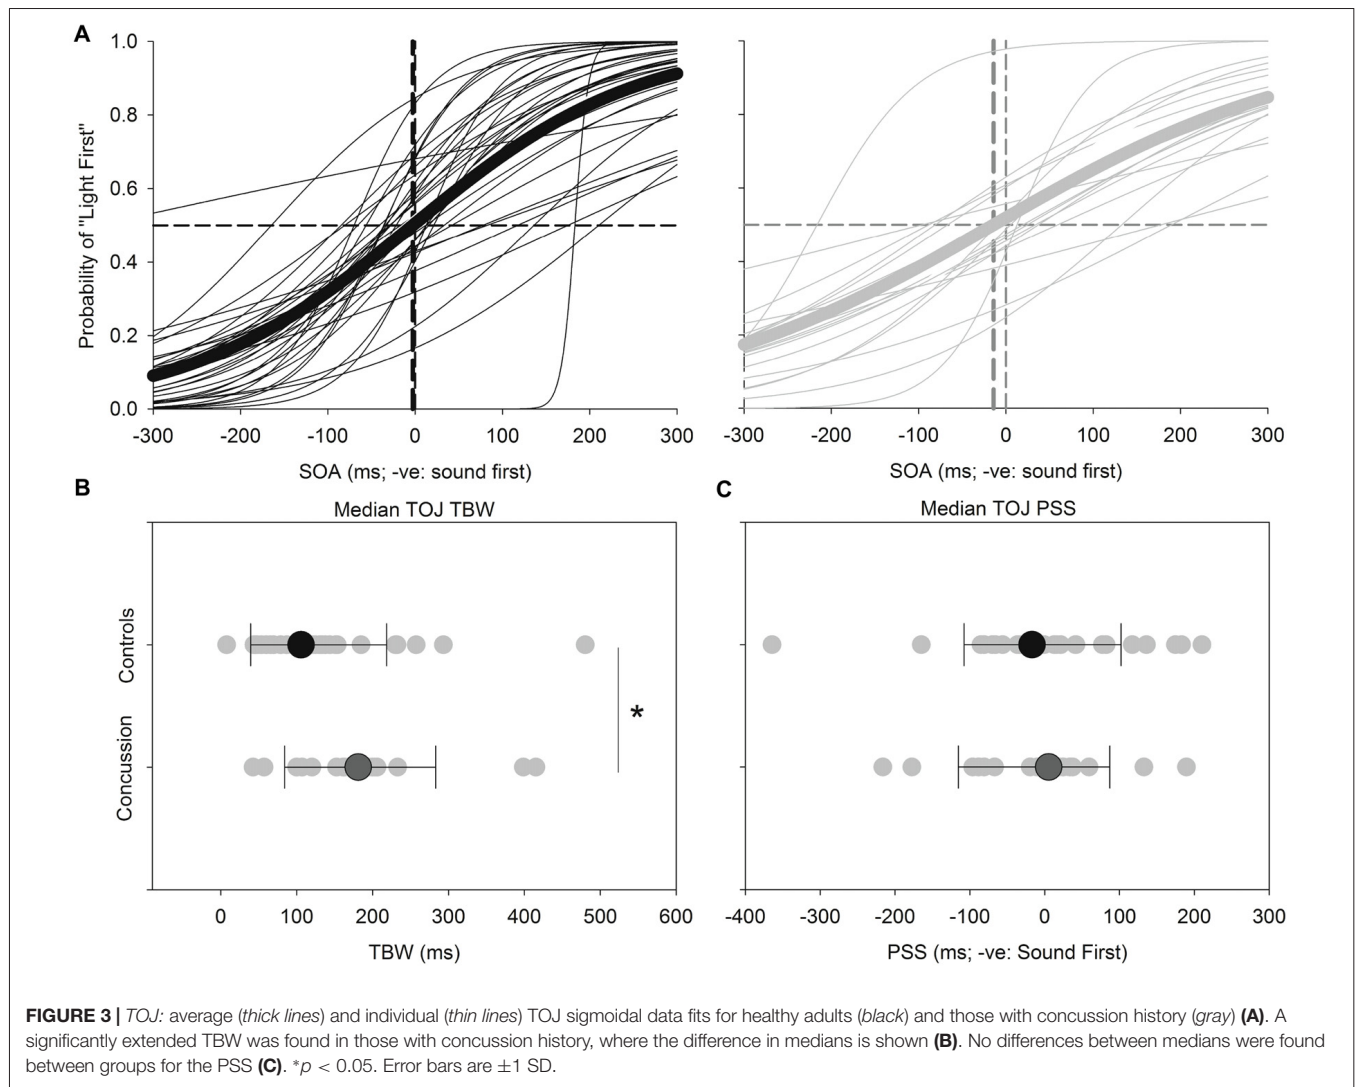 A
1.0
0.8
0.6
0.4
0.2
0.0
Probability of "Light First"
-300 -200 -100 0 100 200 300
SOA (ms; -ve: sound first)
-300 -200 -100 0 100 200 300
SOA (ms; -ve: sound first)
B
Median TOJ TBW
Controls
Concussion
*
0 100 200 300 400 500 600
TBW (ms)
C
Median TOJ PSS
-400 -300 -200 -100 0 100 200 300
PSS (ms; -ve: Sound First)
FIGURE 3 | TOJ: average (thick lines) and individual (thin lines) TOJ sigmoidal data fits for healthy adults (black) and those with concussion history (gray) (A). A
significantly extended TBW was found in those with concussion history, where the difference in medians is shown (B). No differences between medians were found
between groups for the PSS (C). *p < 0.05. Error bars are ±1 SD.